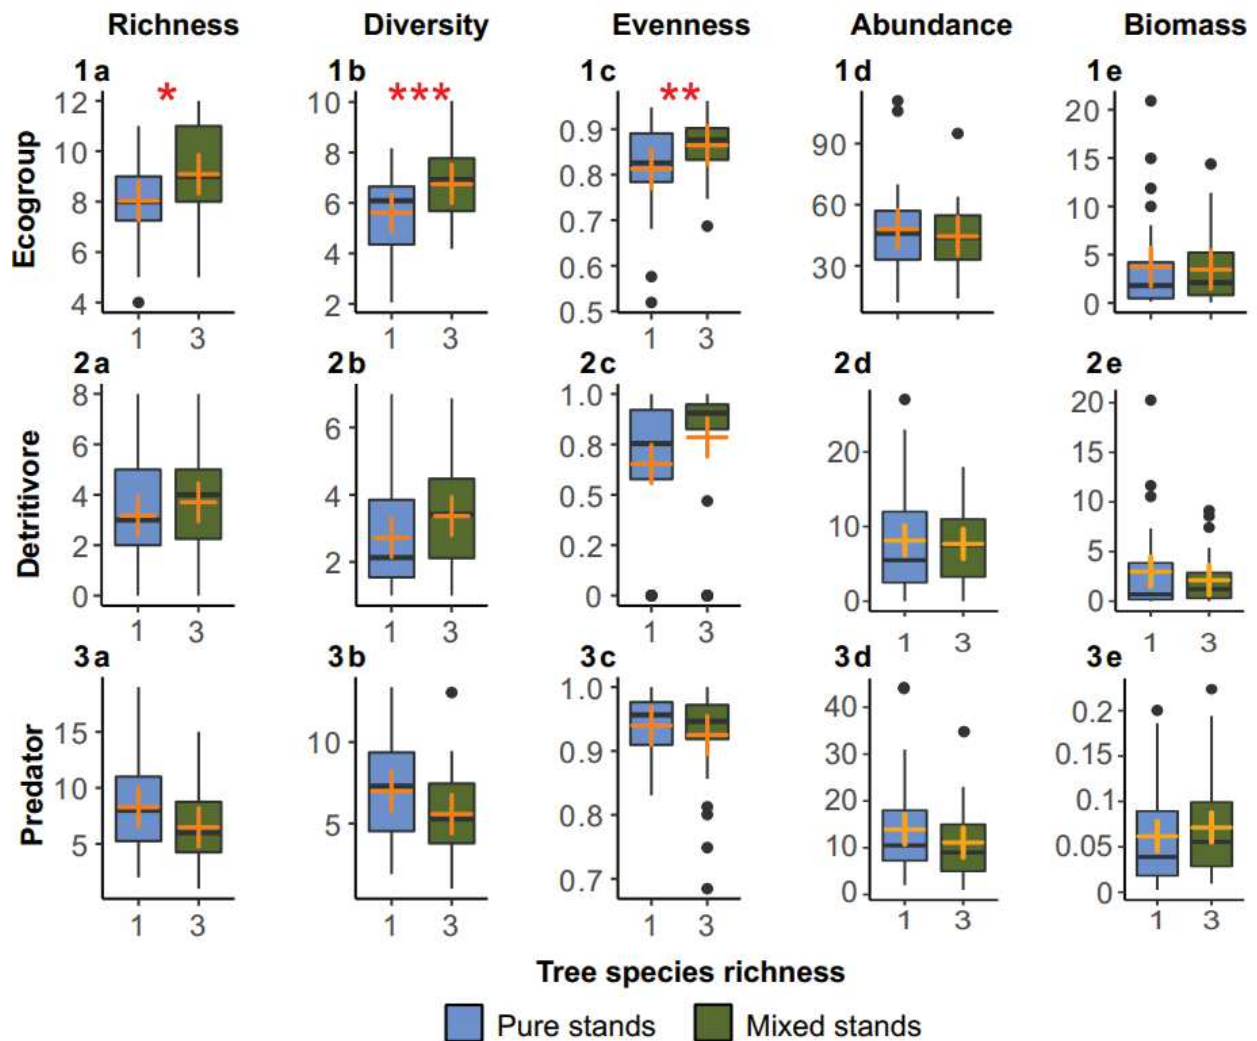 Richness Diversity Evenness Abundance Biomass
1a 1b 1c 1d 1e
* *** **
Ecogroup
12 10 8 6 4
10 8 6 4 2
0.9 0.8 0.7 0.6 0.5
90 60 30
20 15 10 5 0
1 3 1 3 1 3
2a 2b 2c 2d 2e
Detritivore
8 6 4 2 0
6 4 2
1.0 0.8 0.5 0.2 0
20 10 0
20 15 10 5 0
1 3 1 3 1 3 1 3 1 3
3a 3b 3c 3d 3e
Predator
15 10 5
10 5
1.0 0.9 0.8 0.7
40 30 20 10 0
0.2 0.15 0.1 0.05 0
1 3 1 3 1 3 1 3 1 3
Tree species richness
Pure stands Mixed stands